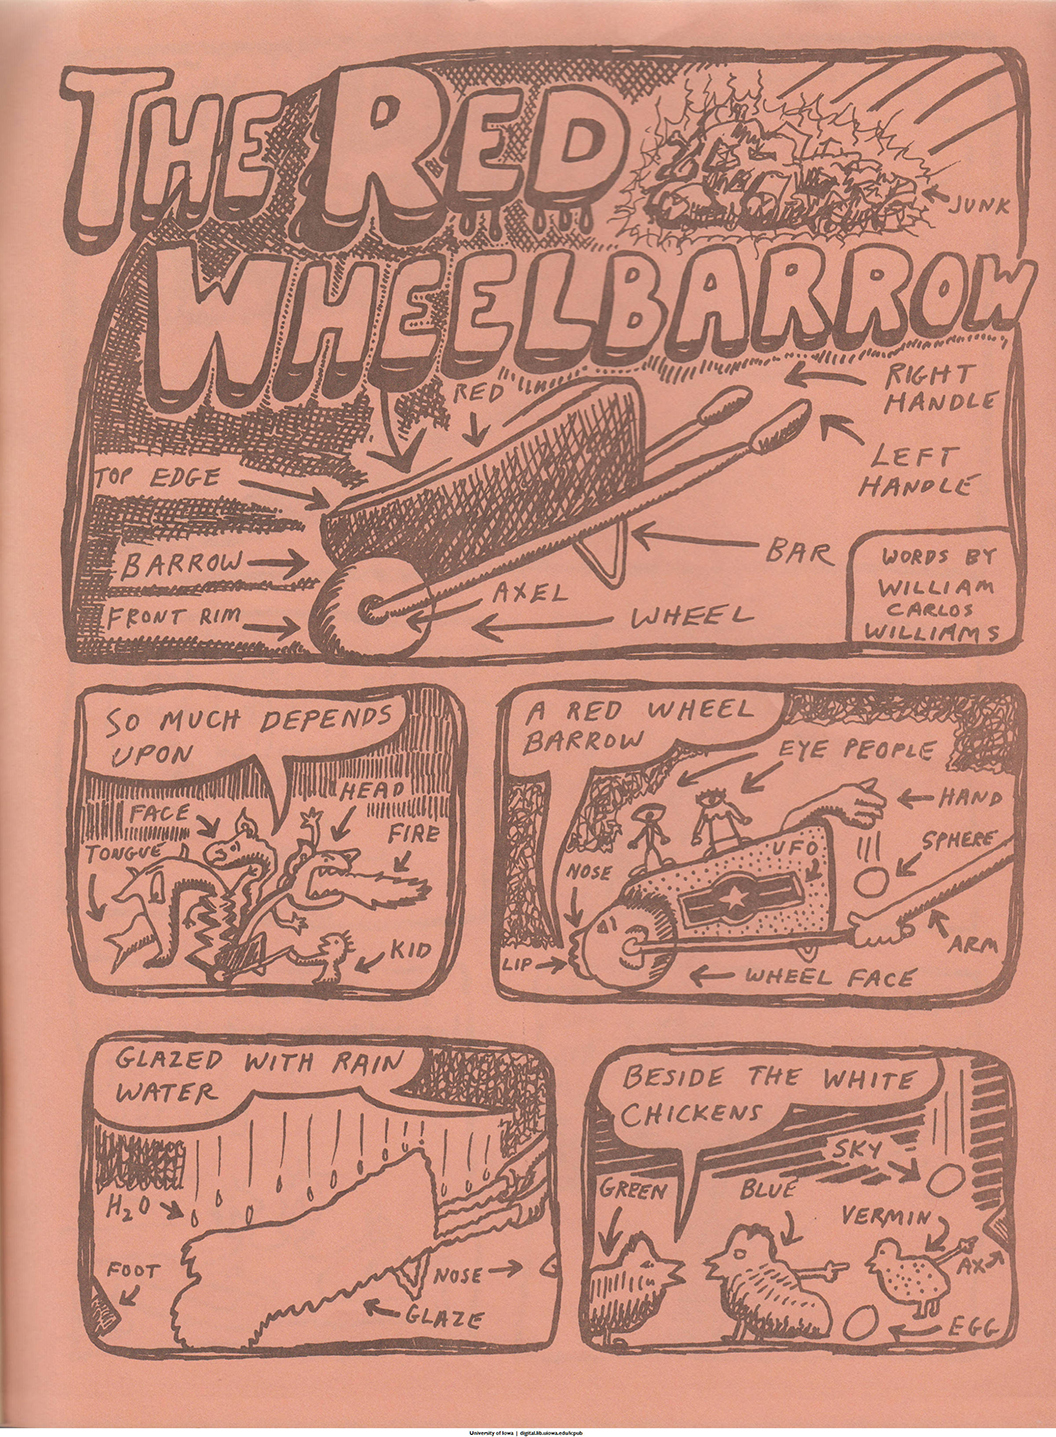 THE RED
WHEELBARROW
JUNK
RED
RIGHT
HANDLE
LEFT
HANDLE
TOP EDGE
BARROW
BAR
FRONT RIM
AXEL
WHEEL
WORDS BY
WILLIAM
CARLOS
WILLIAMS
SO MUCH DEPENDS
UPON
FACE
HEAD
TONGUE
FIRE
KID
A RED WHEEL
BARROW
EYE PEOPLE
HAND
UFO
SPHERE
NOSE
LIP
ARM
WHEEL FACE
GLAZED WITH RAIN
WATER
H2O
FOOT
NOSE
GLAZE
BESIDE THE WHITE
CHICKENS
SKY
GREEN
BLUE
VERMIN
AX
EGG
University of Iowa | digital.lib.uiowa.edu/icpub